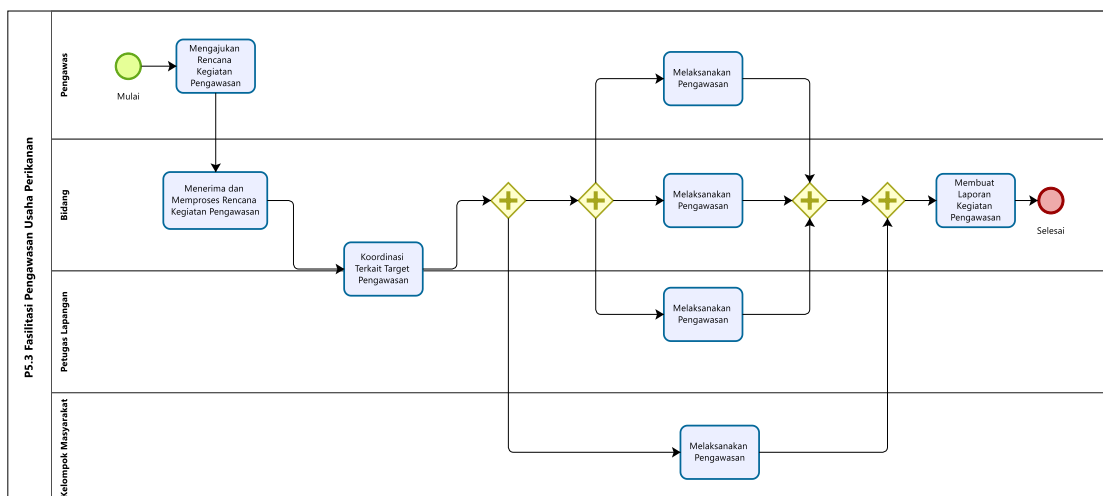 P5.3 Fasilitasi Pengawasan Usaha Perikanan
Pengawas
Mulai
Mengajukan
Rencana
Kegiatan
Pengawasan
Melaksanakan
Pengawasan
Bidang
Menerima dan
Memproses Rencana
Kegiatan Pengawasan
Koordinasi
Terkait Target
Pengawasan
Melaksanakan
Pengawasan
Membuat
Laporan
Kegiatan
Pengawasan
Selesai
Petugas Lapangan
Melaksanakan
Pengawasan
Kelompok Masyarakat
Melaksanakan
Pengawasan